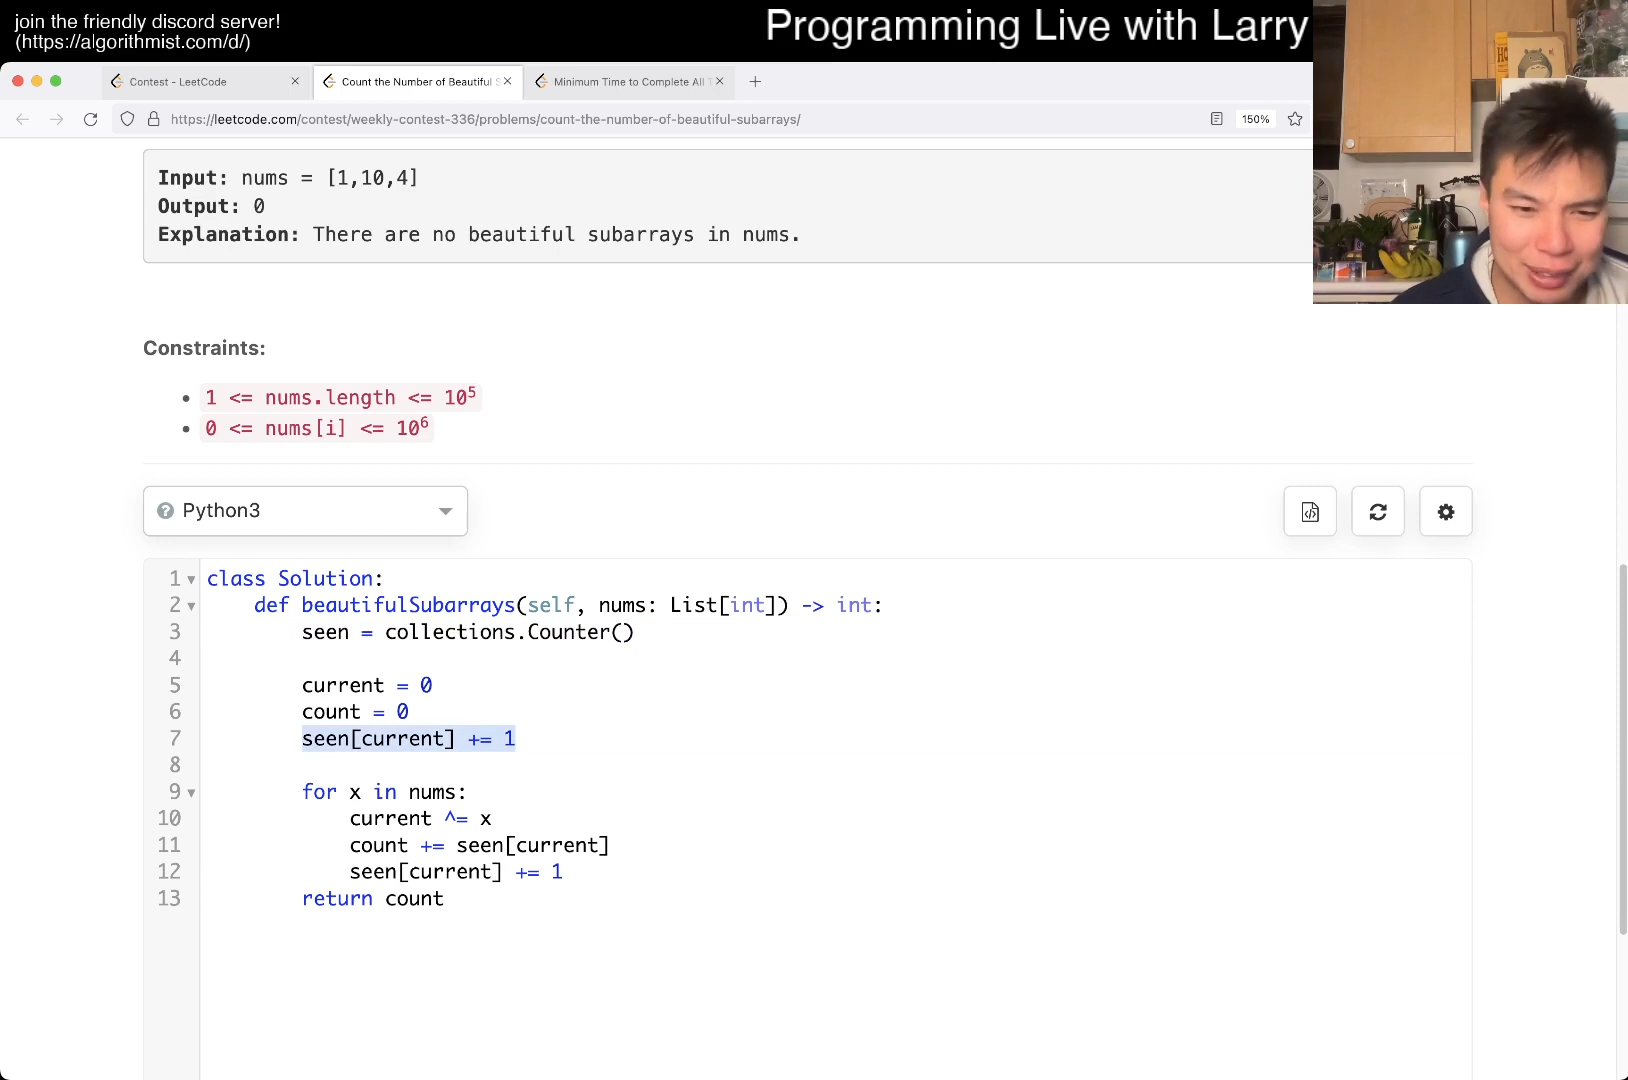 join the friendly discord server!
(https://algorithmist.com/d/)
Programming Live with Larry
Contest - LeetCode
Count the Number of Beautiful S
Minimum Time to Complete All T
https://leetcode.com/contest/weekly-contest-336/problems/count-the-number-of-beautiful-subarrays/
150%
Input: nums = [1,10,4]
Output: 0
Explanation: There are no beautiful subarrays in nums.
Constraints:
1 <= nums.length <= 10⁵
0 <= nums[i] <= 10⁶
Python3
1 class Solution:
2 def beautifulSubarrays(self, nums: List[int]) -> int:
3 seen = collections.Counter()
4
5 current = 0
6 count = 0
7 seen[current] += 1
8
9 for x in nums:
10 current ^= x
11 count += seen[current]
12 seen[current] += 1
13 return count